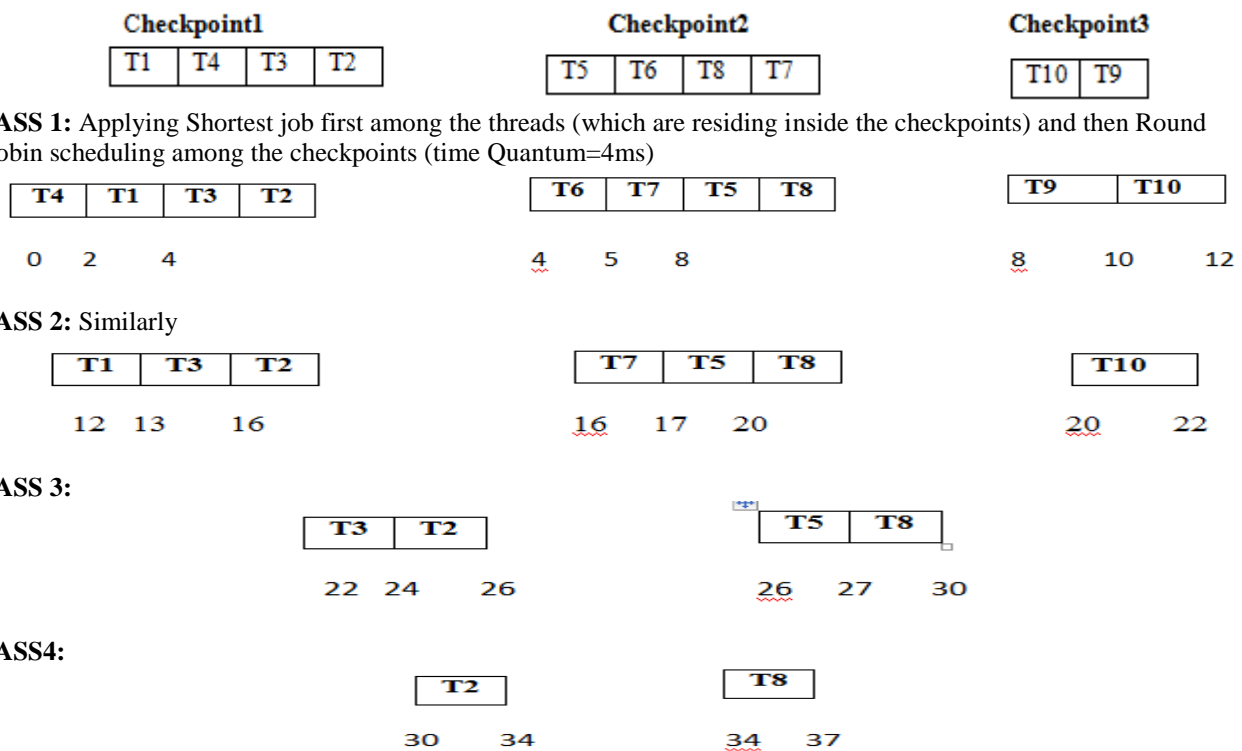 Checkpoint1 Checkpoint2 Checkpoint3
T1 T4 T3 T2 T5 T6 T8 T7 T10 T9
ASS 1: Applying Shortest job first among the threads (which are residing inside the checkpoints) and then Round
obin scheduling among the checkpoints (time Quantum=4ms)
T4 T1 T3 T2 T6 T7 T5 T8 T9 T10
0 2 4 4 5 8 8 10 12
ASS 2: Similarly
T1 T3 T2 T7 T5 T8 T10
12 13 16 16 17 20 20 22
ASS 3:
T3 T2 T5 T8
22 24 26 26 27 30
ASS4:
T2 T8
30 34 34 37